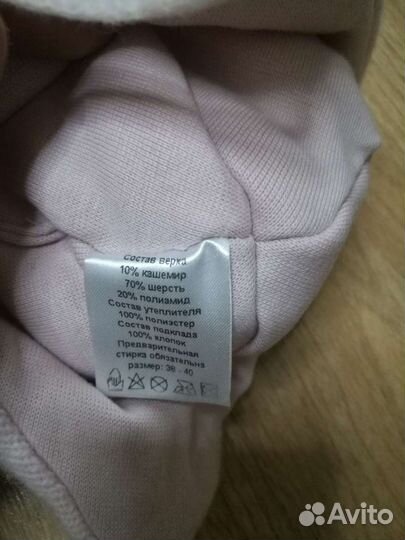 Состав верха
10% кашемир
70% шерсть
20% полиамид
Состав утеплителя
100% полиэстер
Состав подклада
100% хлопок
Предварительная
стирка обязательна
размер: 38 - 40
Avito